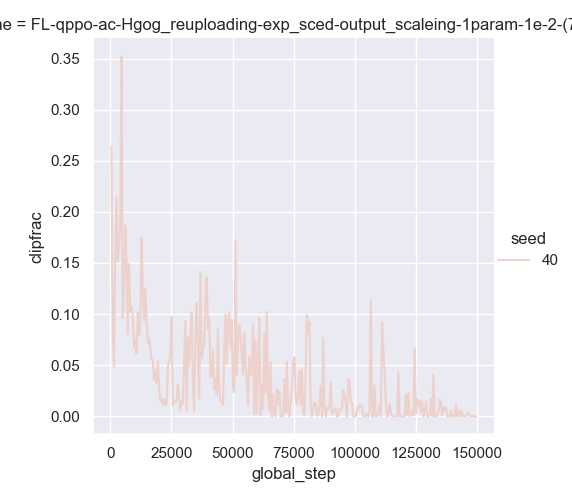 ne = FL-qppo-ac-Hgog_reuploading-exp_sced-output_scaleing-1param-1e-2-(7
0.35
0.30
0.25
0.20
0.15
0.10
0.05
0.00
clipfrac
0 25000 50000 75000 100000 125000 150000
global_step
seed
40